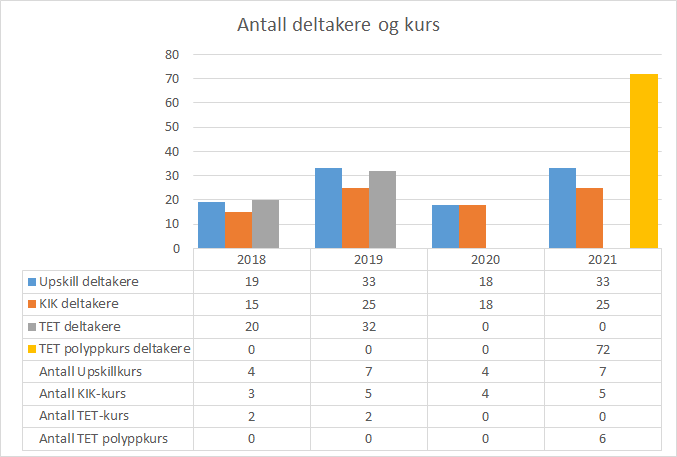 Antall deltakere og kurs
80
70
60
50
40
30
20
10
0
2018 2019 2020 2021
Upskill deltakere 19 33 18 33
KIK deltakere 15 25 18 25
TET deltakere 20 32 0 0
TET polyppkurs deltakere 0 0 0 72
Antall Upskillkurs 4 7 4 7
Antall KIK-kurs 3 5 4 5
Antall TET-kurs 2 2 0 0
Antall TET polyppkurs 0 0 0 6